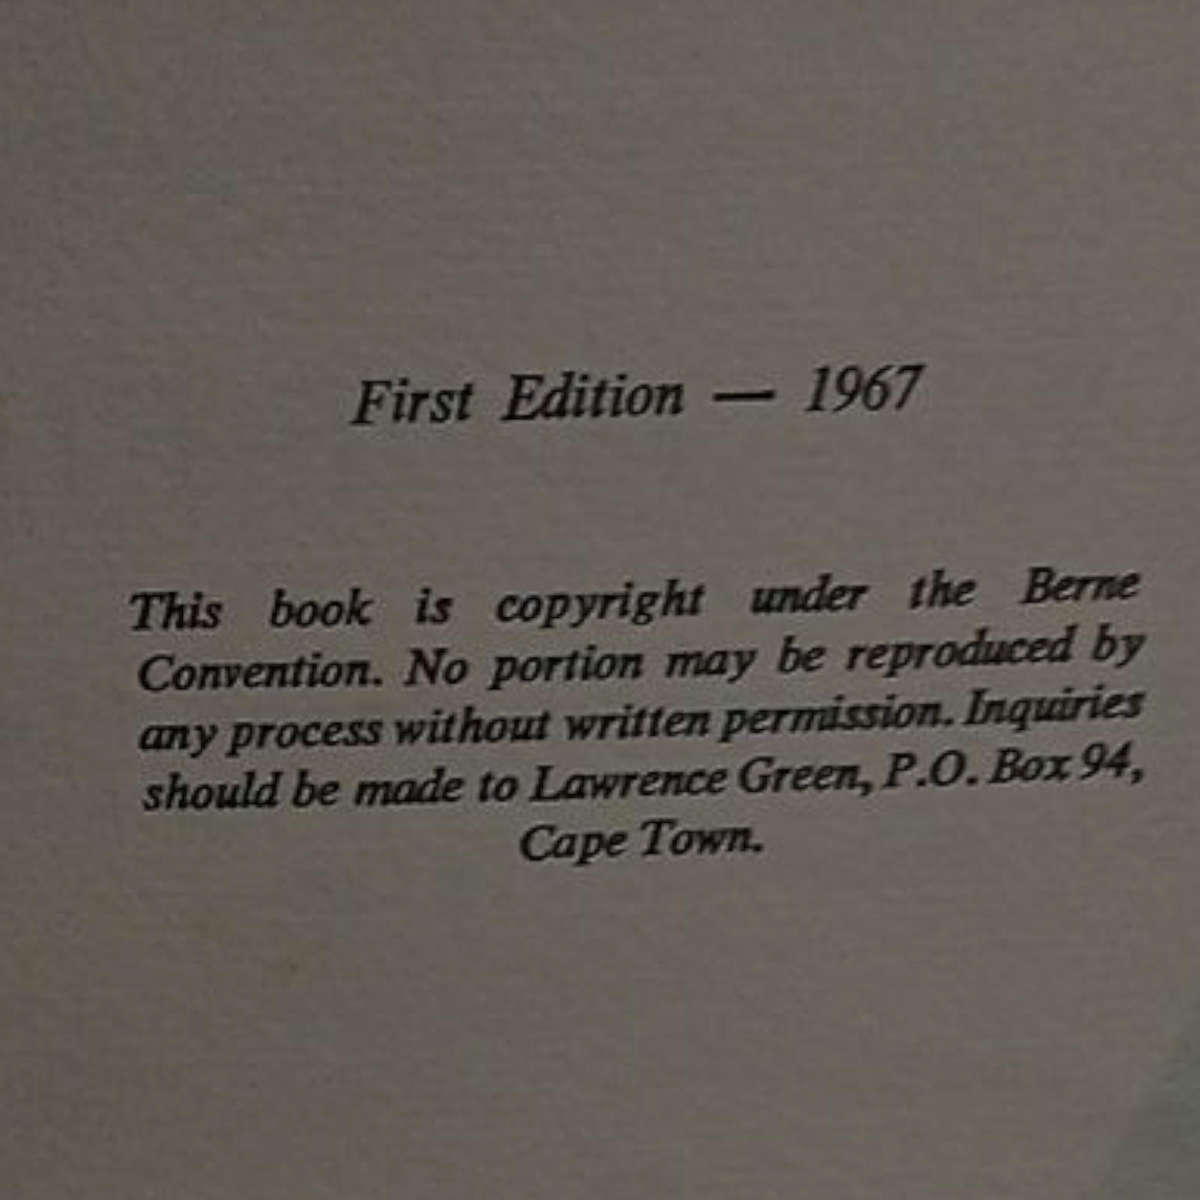 First Edition — 1967
This book is copyright under the Berne
Convention. No portion may be reproduced by
any process without written permission. Inquiries
should be made to Lawrence Green, P.O. Box 94,
Cape Town.